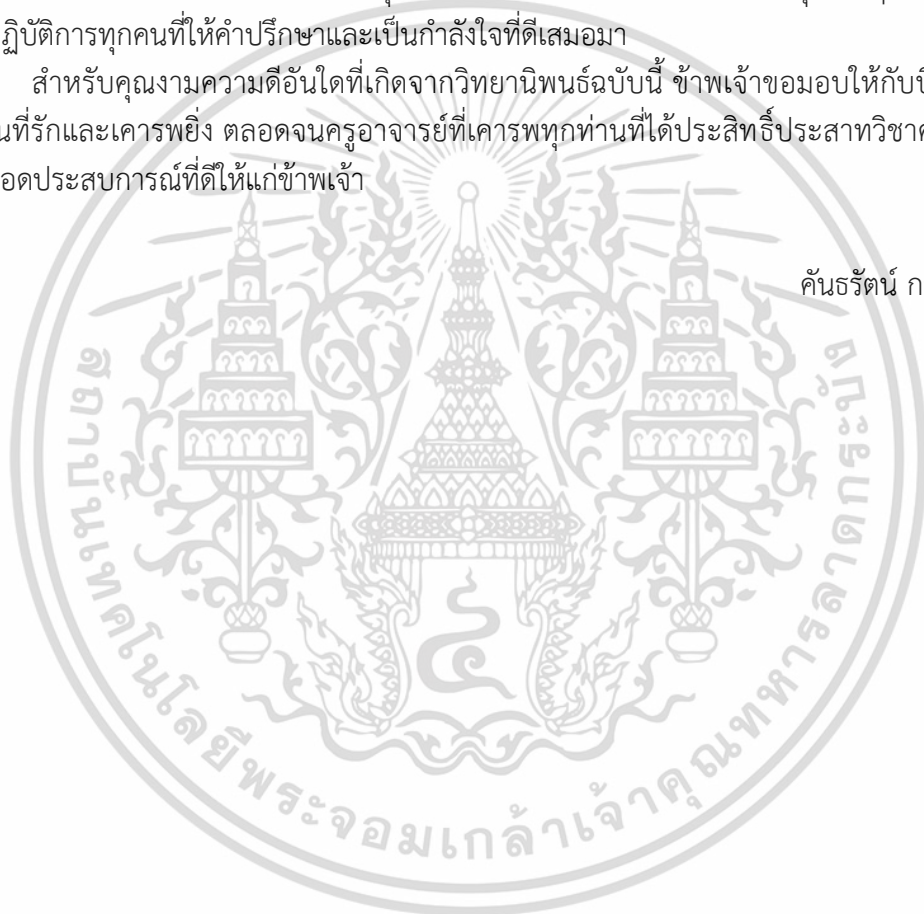 ฏิบัติการทุกคนที่ให้คำปรึกษาและเป็นกำลังใจที่ดีเสมอมา
สำหรับคุณงามความดีอันใดที่เกิดจากวิทยานิพนธ์ฉบับนี้ ข้าพเจ้าขอมอบให้กับ
นที่รักและเคารพยิ่ง ตลอดจนครูอาจารย์ที่เคารพทุกท่านที่ได้ประสิทธิ์ประสาทวิชา
อดประสบการณ์ที่ดีให้แก่ข้าพเจ้า
คันธรัตน์ ก
สถาบันเทคโนโลยีพระจอมเกล้าเจ้าคุณทหารลาดกระบัง